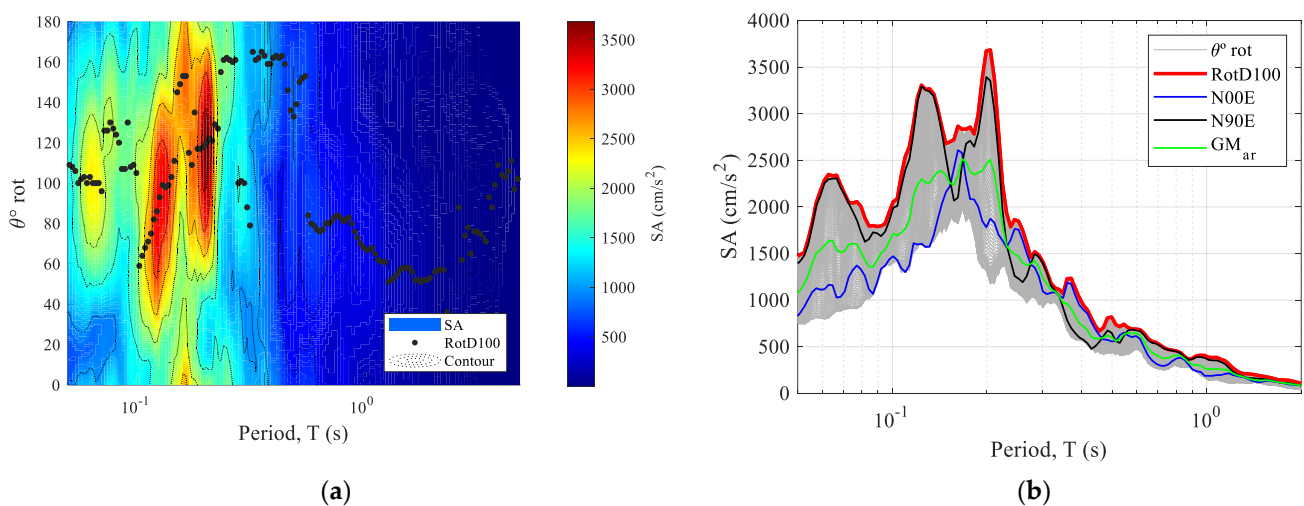 180
160
140
120
100
80
60
40
20
0
θ° rot
10⁻¹
10⁰
Period, T (s)
SA
RotD100
Contour
3500
3000
2500
2000
1500
1000
500
SA (cm/s²)
(a)
4000
3500
3000
2500
2000
1500
1000
500
0
SA (cm/s²)
10⁻¹
10⁰
Period, T (s)
θº rot
RotD100
N00E
N90E
GM_ar
(b)